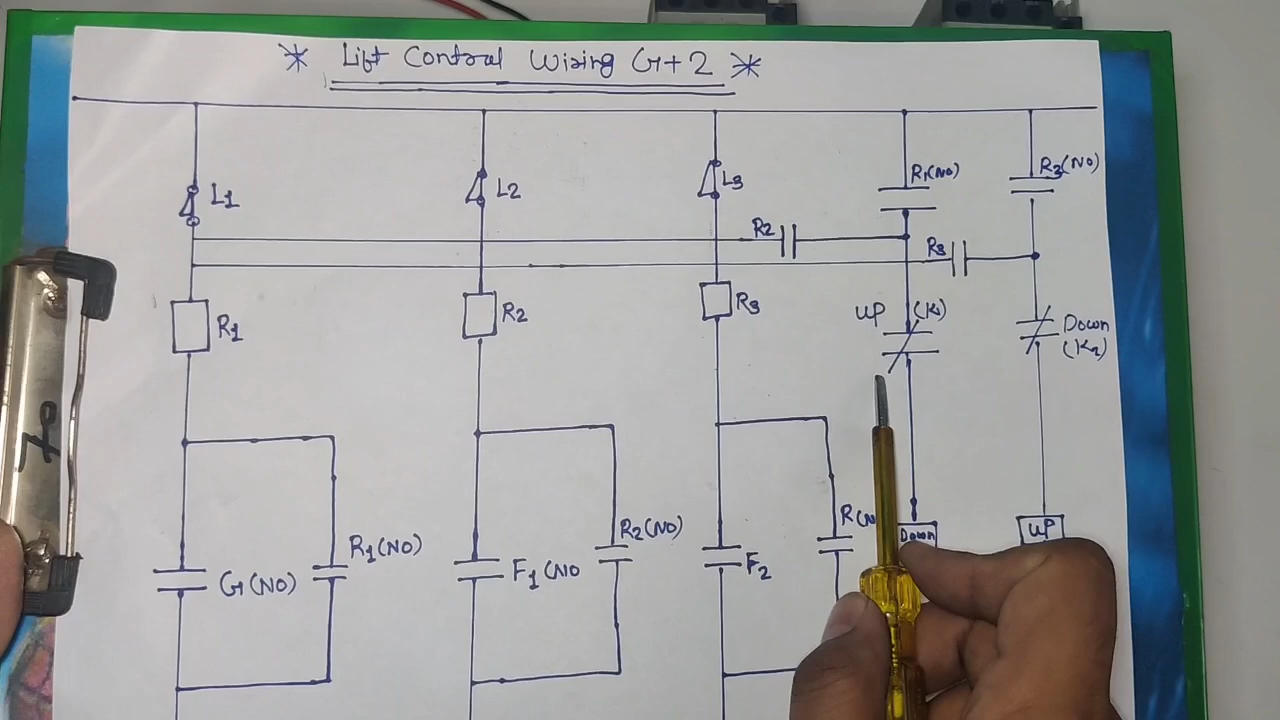 * Lift Control Wiring G+2 *
L1
L2
L3
R1(NO)
R3(NO)
R2
R3
R1
R2
R3
UP (K1)
Down (K2)
R1(NO)
G(NO)
R2(NO)
F1(NO
R(No
F2
Down
UP